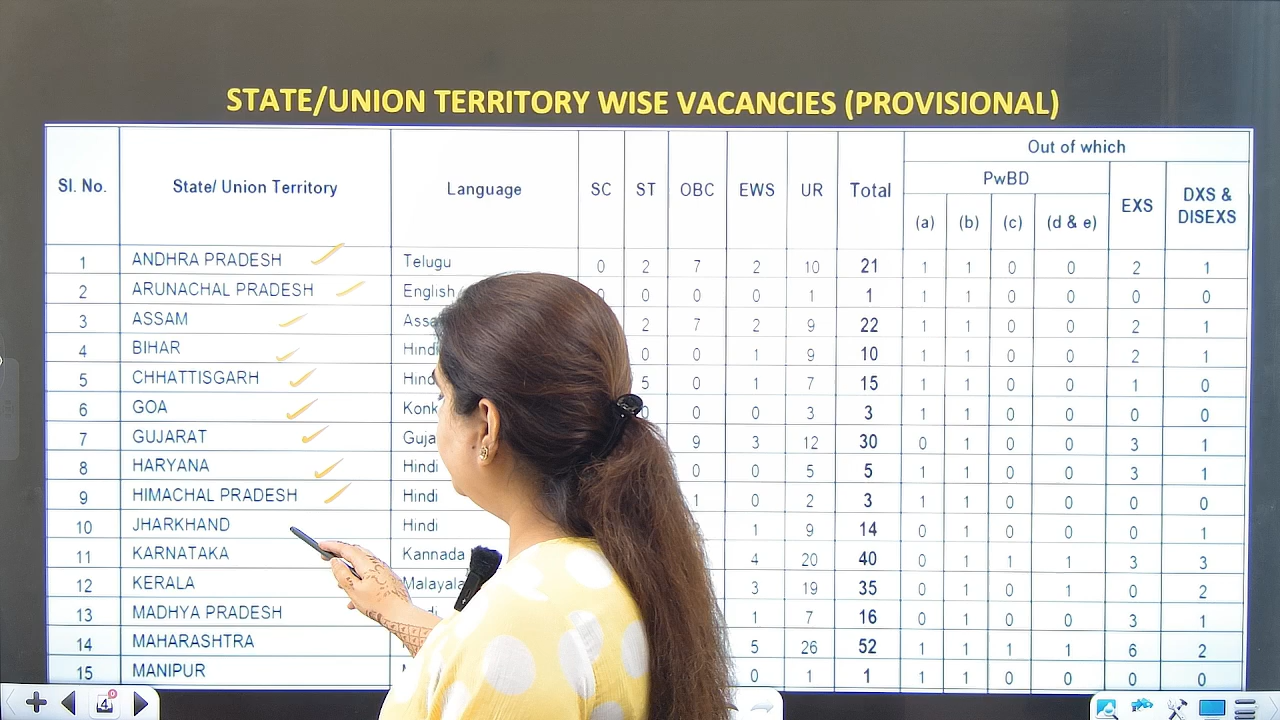 STATE/UNION TERRITORY WISE VACANCIES (PROVISIONAL)
Out of which
PwBD
Sl. No. State/ Union Territory Language SC ST OBC EWS UR Total (a) (b) (c) (d & e) EXS DXS & DISEXS
1 ANDHRA PRADESH Telugu 0 2 7 2 10 21 1 1 0 0 2 1
2 ARUNACHAL PRADESH English 0 0 0 0 1 1 1 1 0 0 0 0
3 ASSAM 2 7 2 9 22 1 1 0 0 2 1
4 BIHAR Hindi 0 0 1 9 10 1 1 0 0 2 1
5 CHHATTISGARH 5 0 1 7 15 1 1 0 0 1 0
6 GOA 0 0 0 3 3 1 1 0 0 0 0
7 GUJARAT 9 3 12 30 0 1 0 0 3 1
8 HARYANA Hindi 0 0 5 5 1 1 0 0 3 1
9 HIMACHAL PRADESH Hindi 1 0 2 3 1 1 0 0 0 0
10 JHARKHAND Hindi 1 9 14 0 1 0 0 0 1
11 KARNATAKA Kannada 4 20 40 0 1 1 1 3 3
12 KERALA 3 19 35 0 1 0 1 0 2
13 MADHYA PRADESH 1 7 16 0 1 0 0 3 1
14 MAHARASHTRA 5 26 52 1 1 1 1 6 2
15 MANIPUR 0 1 1 1 1 0 0 0 0
4